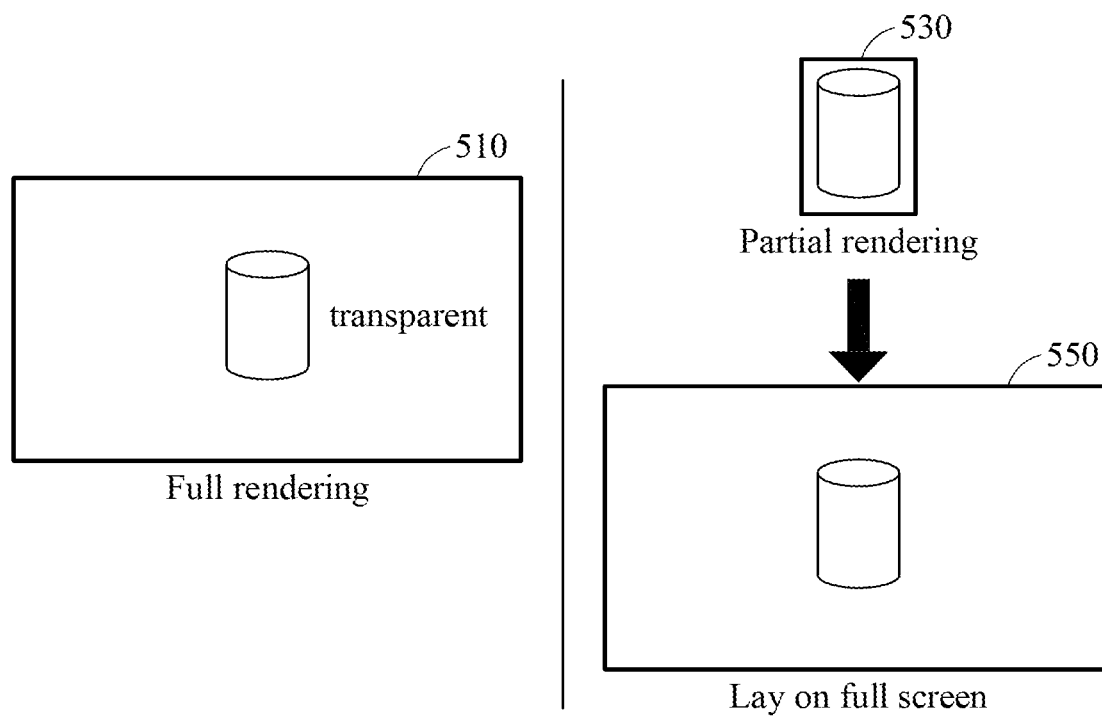 510
transparent
Full rendering
530
Partial rendering
550
Lay on full screen